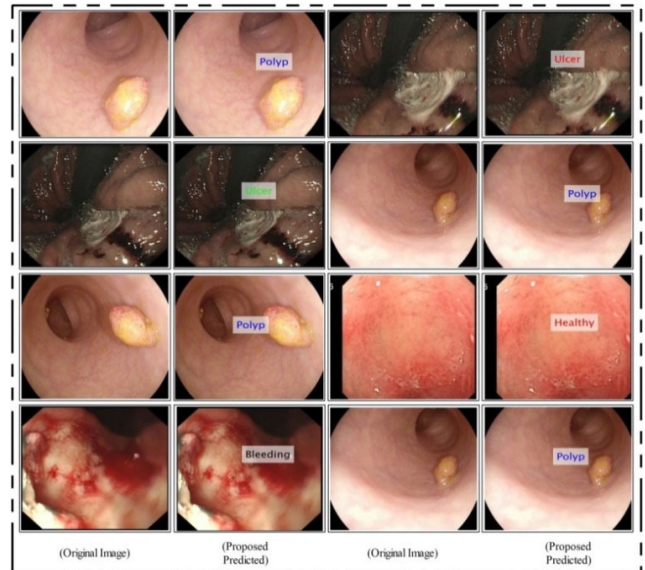 Polyp
Ulcer
Ulcer
Polyp
Polyp
Healthy
Bleeding
Polyp
(Original Image)
(Proposed
Predicted)
(Original Image)
(Proposed
Predicted)